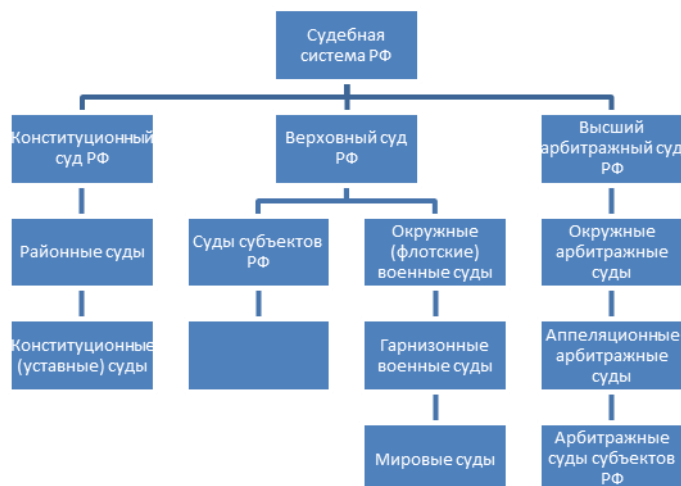 Судебная
система РФ
Конституционный
суд РФ
Верховный суд
РФ
Высший
арбитражный суд
РФ
Районные суды
Суды субъектов
РФ
Окружные
(флотские)
военные суды
Окружные
арбитражные
суды
Конституционные
(уставные) суды
Гарнизонные
военные суды
Аппеляционные
арбитражные
суды
Мировые суды
Арбитражные
суды субъектов
РФ